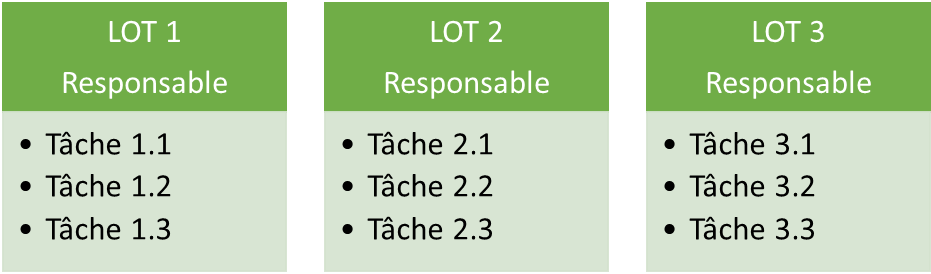 LOT 1
Responsable
• Tâche 1.1
• Tâche 1.2
• Tâche 1.3
LOT 2
Responsable
• Tâche 2.1
• Tâche 2.2
• Tâche 2.3
LOT 3
Responsable
• Tâche 3.1
• Tâche 3.2
• Tâche 3.3